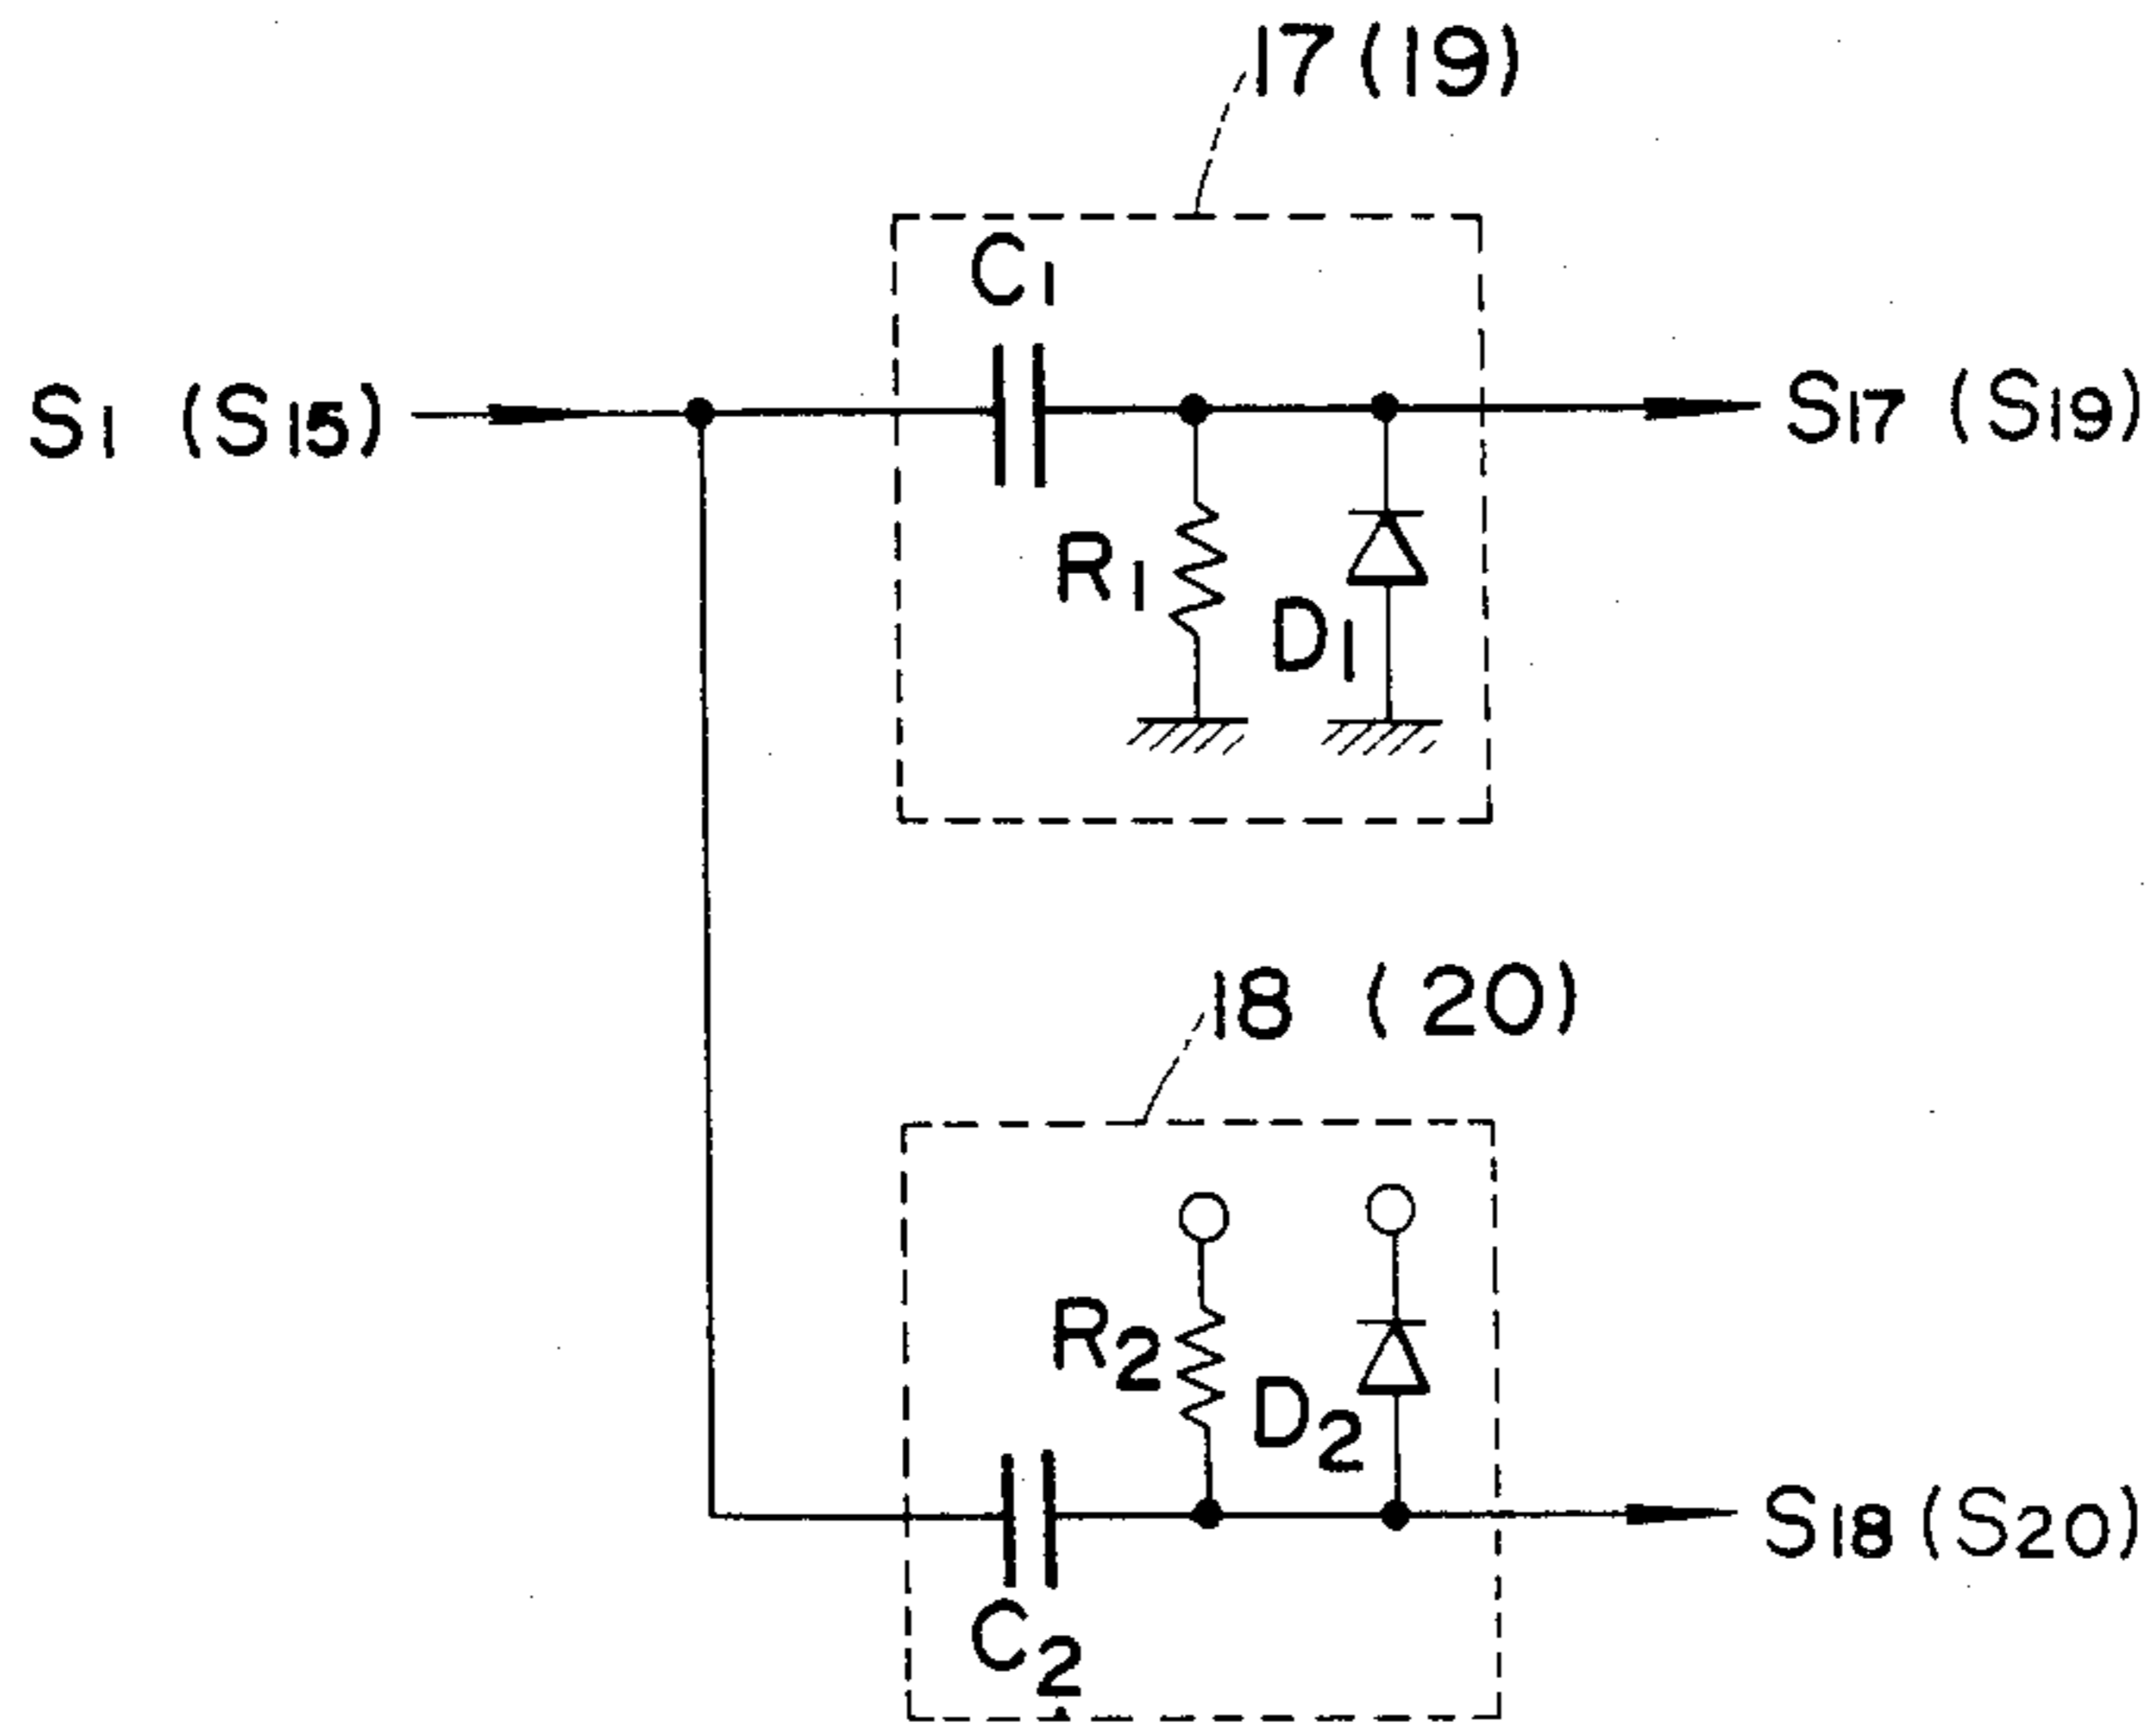 17 (19)
C1
S1 (S15)
S17 (S19)
R1
D1
18 (20)
R2
D2
S18 (S20)
C2